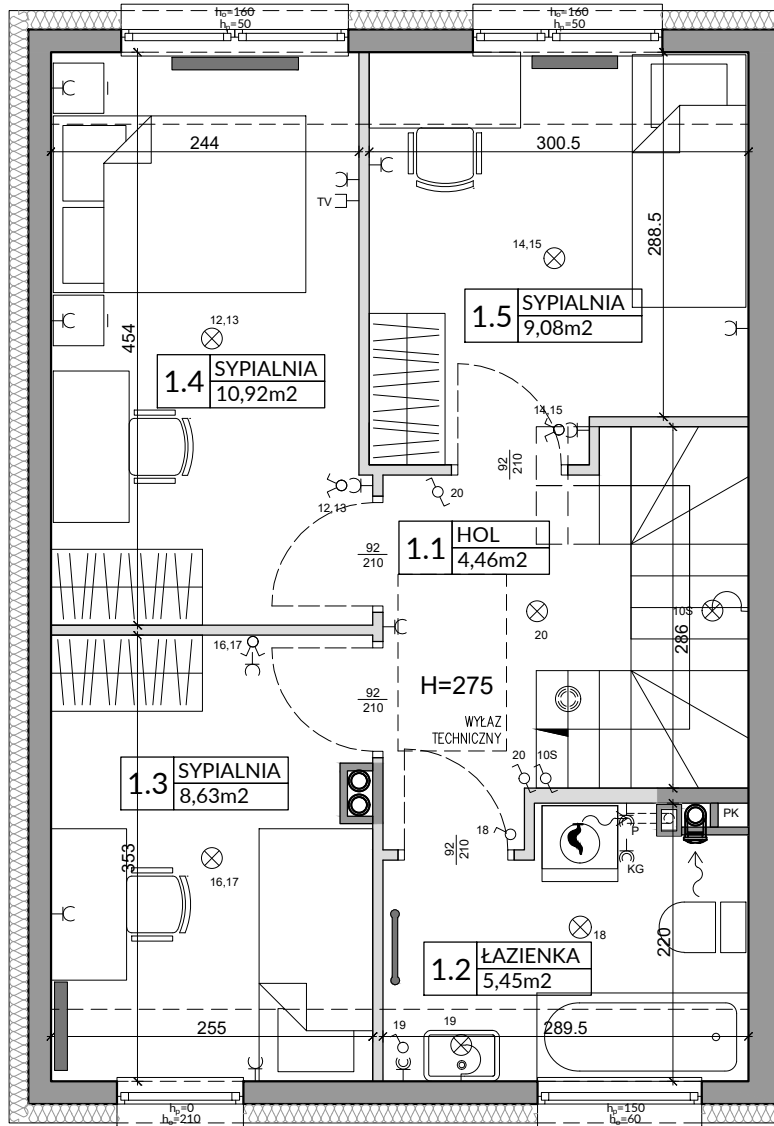 hₒ=160
hₚ=50
hₒ=160
hₚ=50
244
300.5
TV
14,15
288.5
12,13
454
1.5
SYPIALNIA
9,08m2
1.4
SYPIALNIA
10,92m2
14,15
92
210
12,13
20
1.1
HOL
4,46m2
92
210
20
10S
286
16,17
92
210
H=275
WYŁAZ
TECHNICZNY
1.3
SYPIALNIA
8,63m2
20
10S
18
P
PK
92
210
KG
353
16,17
18
220
1.2
ŁAZIENKA
5,45m2
255
19
19
289.5
hₚ=0
hₒ=210
hₚ=150
hₒ=60